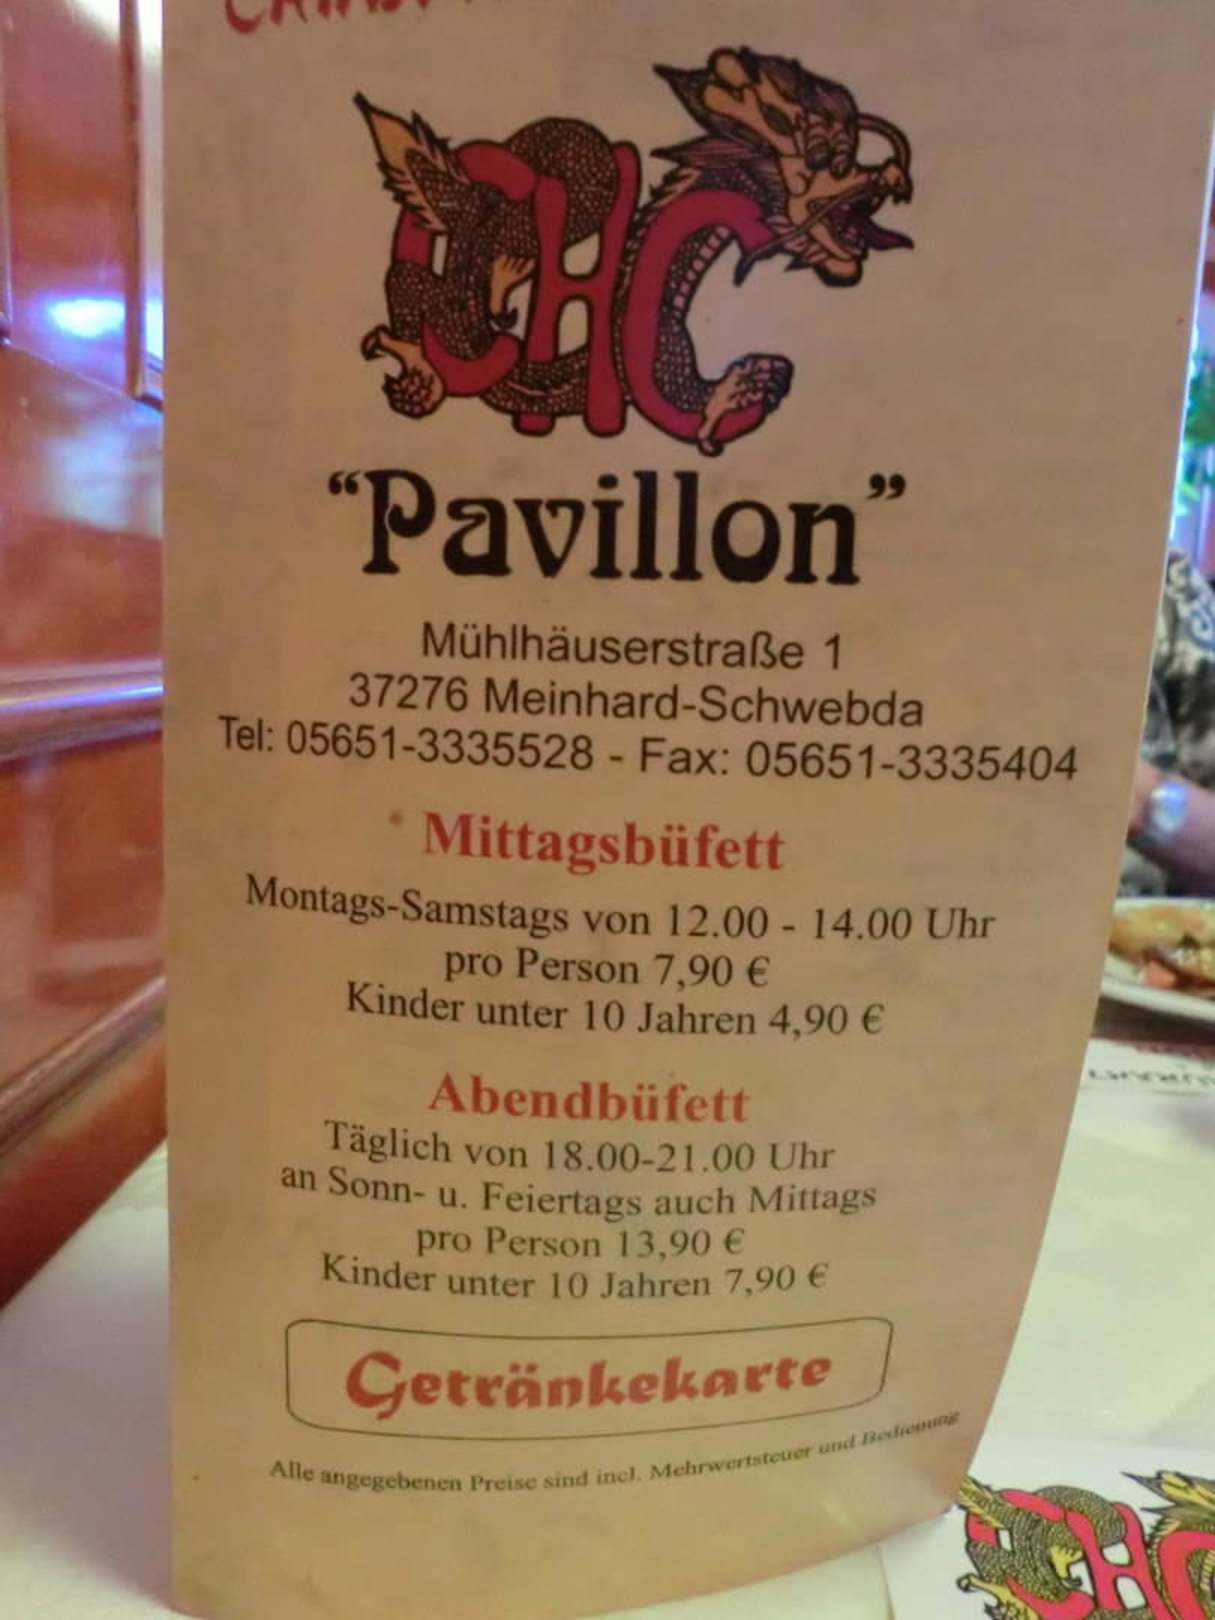 CHC
“Pavillon”
Mühlhäuserstraße 1
37276 Meinhard-Schwebda
Tel: 05651-3335528 - Fax: 05651-3335404
Mittagsbüfett
Montags-Samstags von 12.00 - 14.00 Uhr
pro Person 7,90 €
Kinder unter 10 Jahren 4,90 €
Abendbüfett
Täglich von 18.00-21.00 Uhr
an Sonn- u. Feiertags auch Mittags
pro Person 13,90 €
Kinder unter 10 Jahren 7,90 €
Getränkekarte
Alle angegebenen Preise sind incl. Mehrwertsteuer und Bedienung
CHC